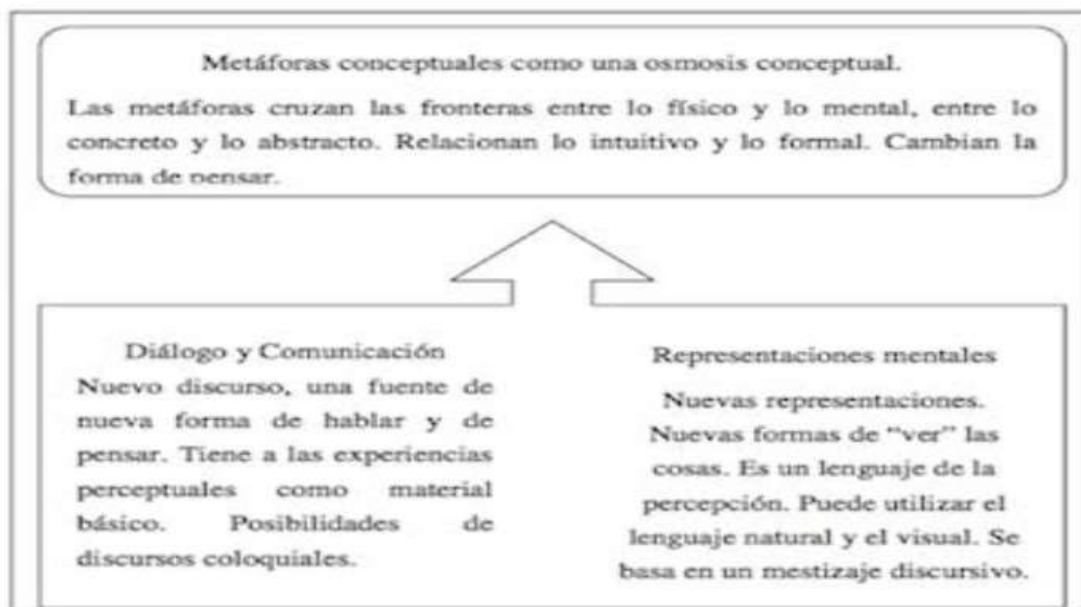 Metáforas conceptuales como una osmosis conceptual.
Las metáforas cruzan las fronteras entre lo físico y lo mental, entre lo
concreto y lo abstracto. Relacionan lo intuitivo y lo formal. Cambian la
forma de pensar.
Diálogo y Comunicación
Nuevo discurso, una fuente de
nueva forma de hablar y de
pensar. Tiene a las experiencias
perceptuales como material
básico. Posibilidades de
discursos coloquiales.
Representaciones mentales
Nuevas representaciones.
Nuevas formas de “ver” las
cosas. Es un lenguaje de la
percepción. Puede utilizar el
lenguaje natural y el visual. Se
basa en un mestizaje discursivo.